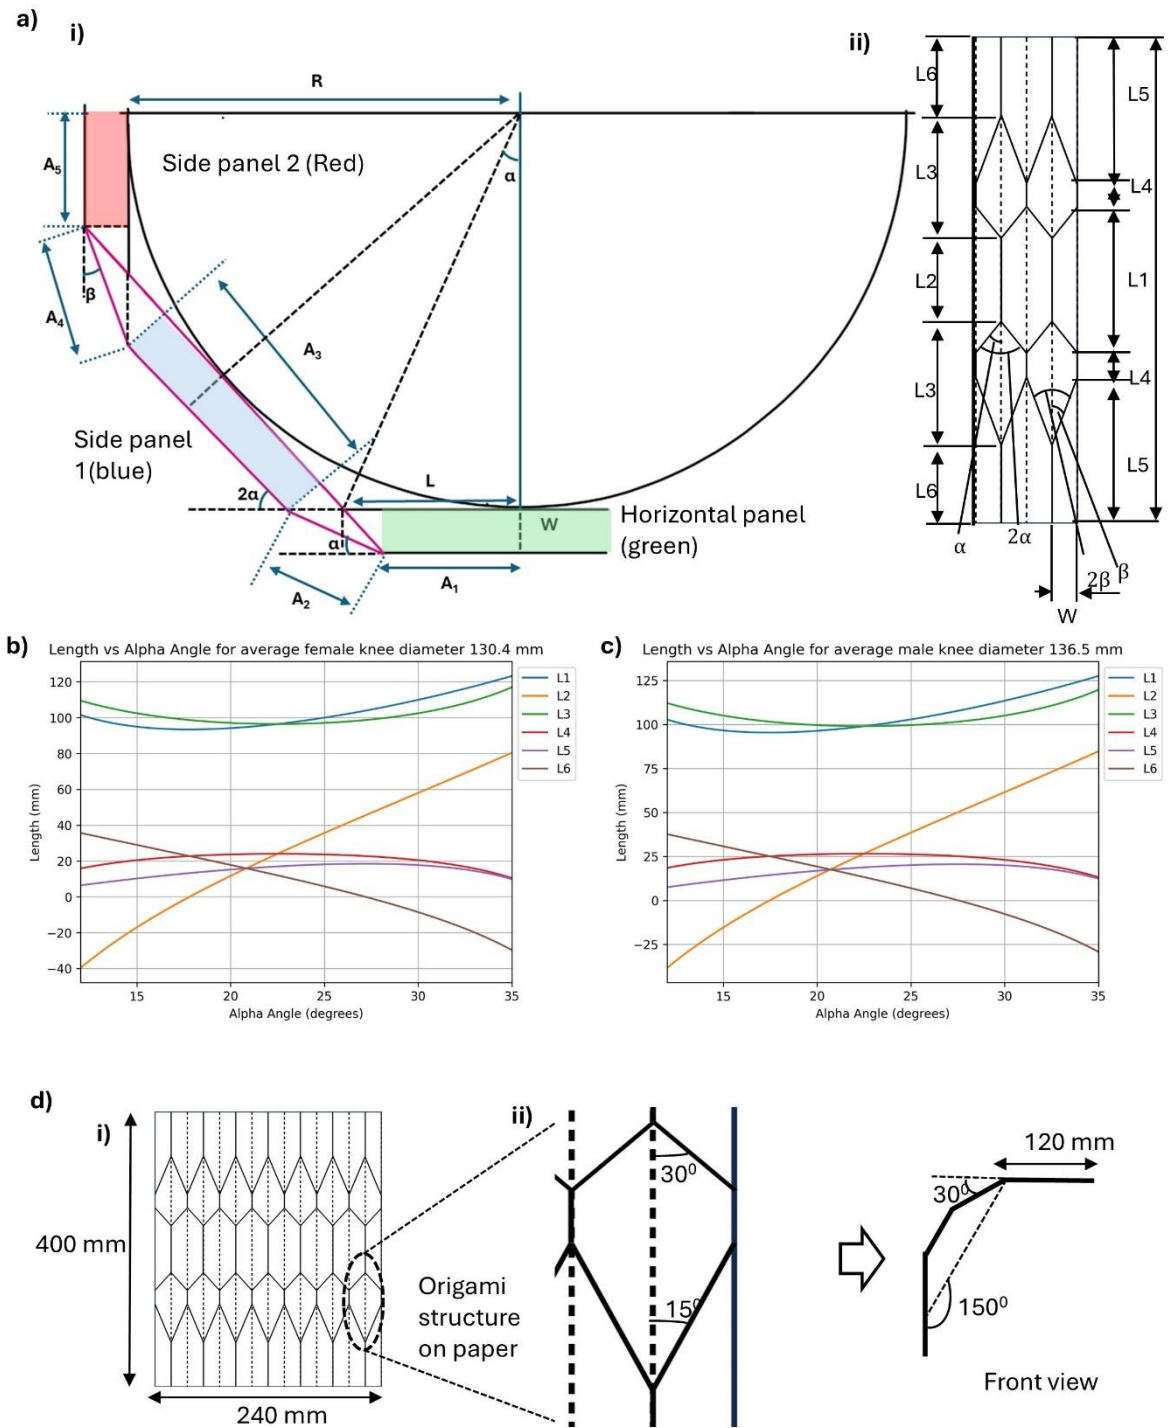 a)
i)
R
A5
Side panel 2 (Red)
α
β
A4
A3
Side panel
1(blue)
2α
L
W
Horizontal panel
(green)
α
A1
A2
ii)
L6
L5
L3
L4
L2
L1
L3
L4
L5
L6
α
2α
2β
β
W
b)
Length vs Alpha Angle for average female knee diameter 130.4 mm
Length (mm)
120
100
80
60
40
20
0
−20
−40
15 20 25 30 35
Alpha Angle (degrees)
L1
L2
L3
L4
L5
L6
c)
Length vs Alpha Angle for average male knee diameter 136.5 mm
Length (mm)
125
100
75
50
25
0
−25
15 20 25 30 35
Alpha Angle (degrees)
L1
L2
L3
L4
L5
L6
d)
i)
400 mm
240 mm
Origami
structure
on paper
ii)
30⁰
15⁰
120 mm
30⁰
150⁰
Front view